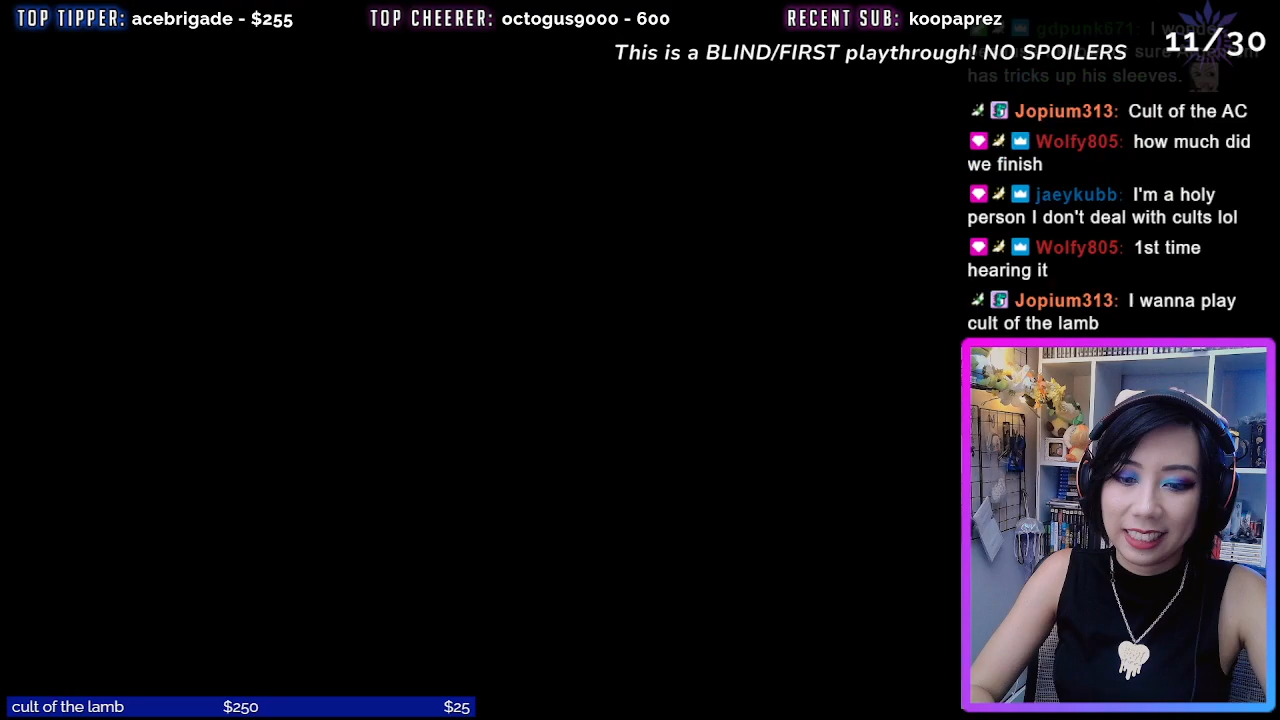 TOP TIPPER: acebrigade - $255
TOP CHEERER: octogus9000 - 600
RECENT SUB: koopaprez
11/30
This is a BLIND/FIRST playthrough! NO SPOILERS
gdpunk671: I wonde
sure
has tricks up his sleeves.
Jopium313: Cult of the AC
Wolfy805: how much did
we finish
jaeykubb: I'm a holy
person I don't deal with cults lol
Wolfy805: 1st time
hearing it
Jopium313: I wanna play
cult of the lamb
cult of the lamb $250 $25